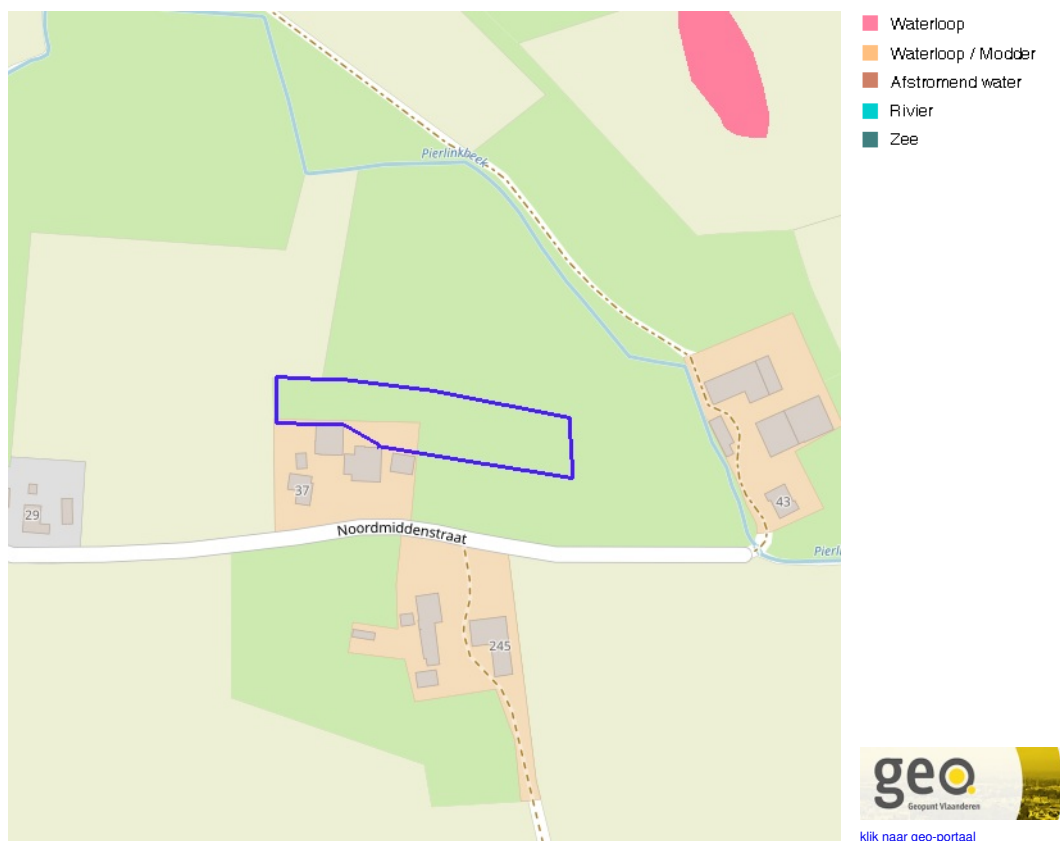 Waterloop
Waterloop / Modder
Afstromend water
Rivier
Zee
Pierlinkbeek
29
37
43
Noordmiddenstraat
Pierli
245
geo.
Geopunt Vlaanderen
klik naar geo-portaal